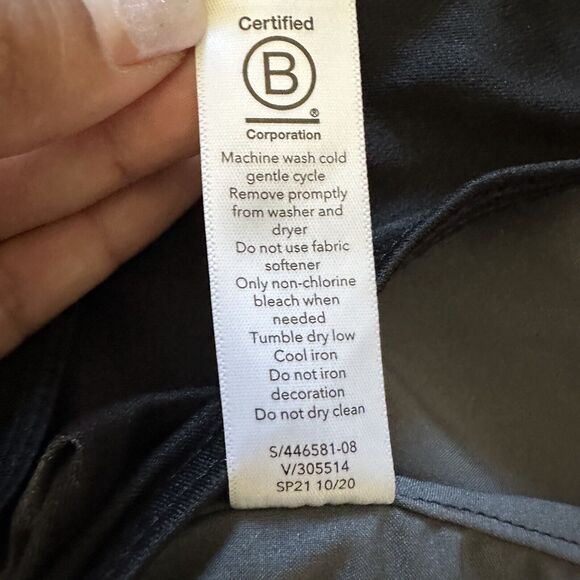 Certified
B
®
Corporation
Machine wash cold
gentle cycle
Remove promptly
from washer and
dryer
Do not use fabric
softener
Only non-chlorine
bleach when
needed
Tumble dry low
Cool iron
Do not iron
decoration
Do not dry clean
S/446581-08
V/305514
SP21 10/20